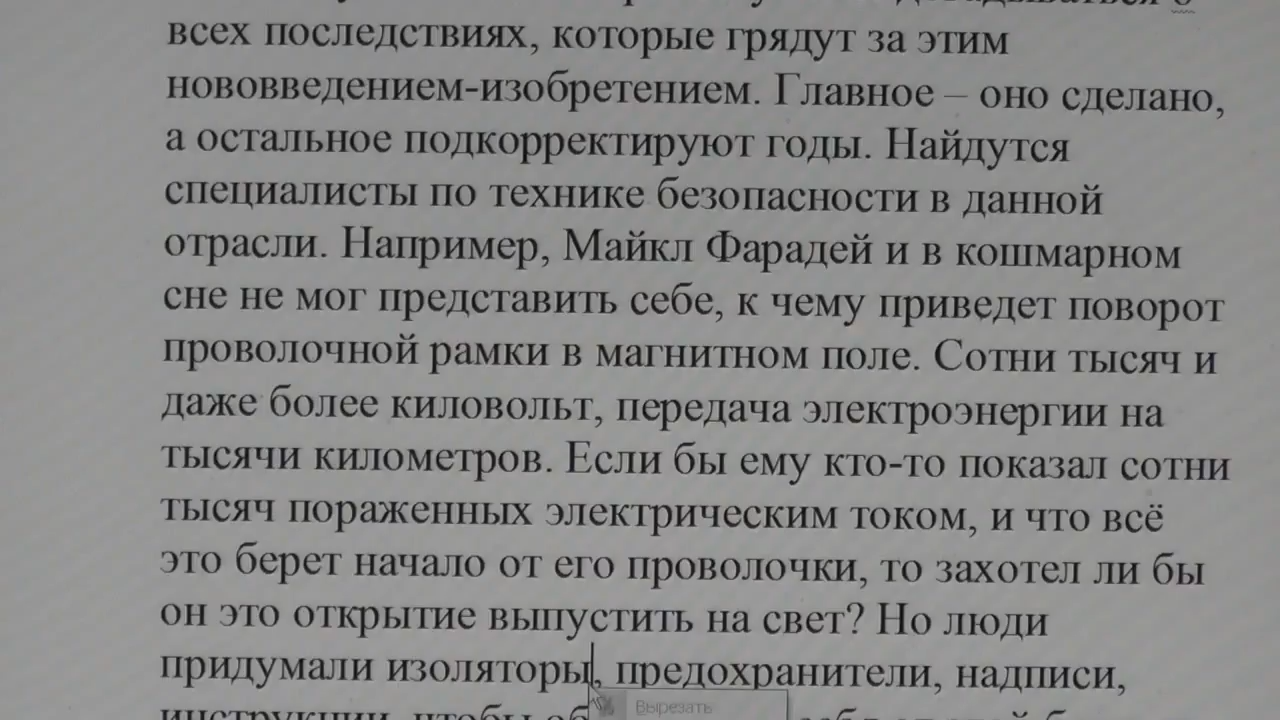 всех последствиях, которые грядут за этим
нововведением-изобретением. Главное – оно сделано,
а остальное подкорректируют годы. Найдутся
специалисты по технике безопасности в данной
отрасли. Например, Майкл Фарадей и в кошмарном
сне не мог представить себе, к чему приведет поворот
проволочной рамки в магнитном поле. Сотни тысяч и
даже более киловольт, передача электроэнергии на
тысячи километров. Если бы ему кто-то показал сотни
тысяч пораженных электрическим током, и что всё
это берет начало от его проволочки, то захотел ли бы
он это открытие выпустить на свет? Но люди
придумали изоляторы, предохранители, надписи,
инструкции, чтобы
Вырезать